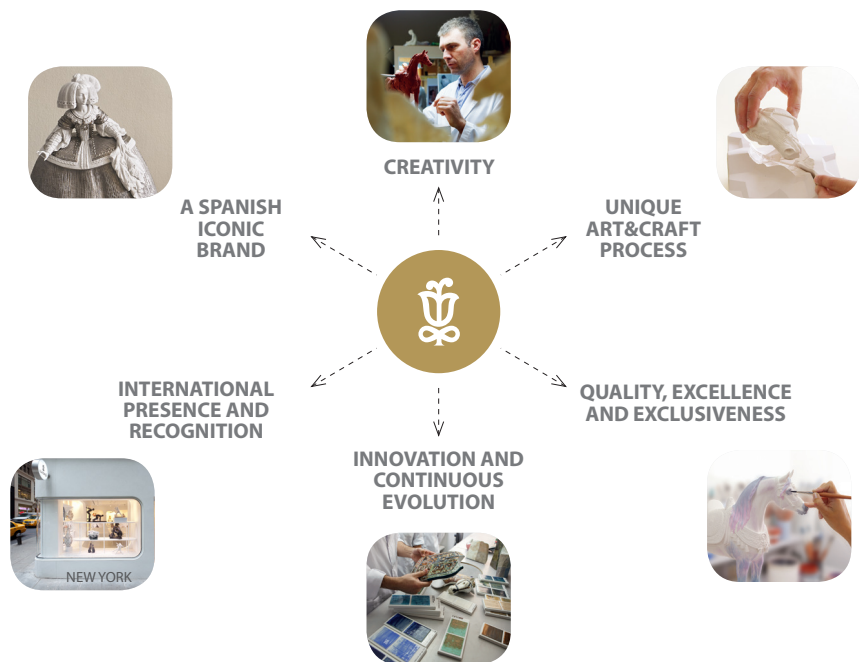 CREATIVITY
A SPANISH
ICONIC
BRAND
UNIQUE
ART&CRAFT
PROCESS
INTERNATIONAL
PRESENCE AND
RECOGNITION
QUALITY, EXCELLENCE
AND EXCLUSIVENESS
INNOVATION AND
CONTINUOUS
EVOLUTION
NEW YORK